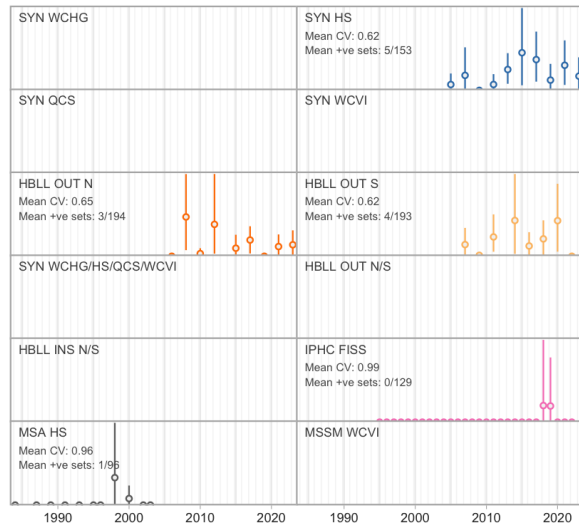 SYN WCHG
SYN HS
Mean CV: 0.62
Mean +ve sets: 5/153
SYN QCS
SYN WCVI
HBLL OUT N
Mean CV: 0.65
Mean +ve sets: 3/194
HBLL OUT S
Mean CV: 0.62
Mean +ve sets: 4/193
SYN WCHG/HS/QCS/WCVI
HBLL OUT N/S
HBLL INS N/S
IPHC FISS
Mean CV: 0.99
Mean +ve sets: 0/129
MSA HS
Mean CV: 0.96
Mean +ve sets: 1/96
MSSM WCVI
1990 2000 2010 2020 1990 2000 2010 2020